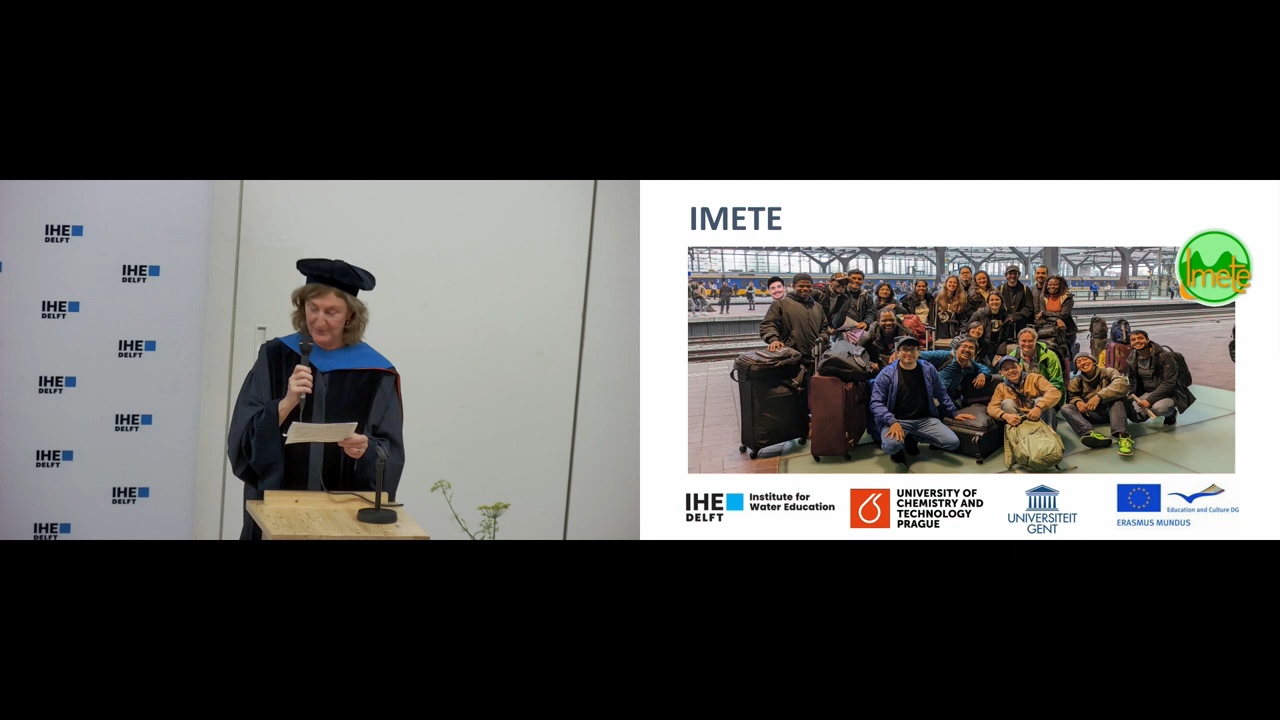 IHE
DELFT
IHE
DELFT
IHE
DELFT
IHE
DELFT
IHE
DELFT
IHE
DELFT
IHE
DELFT
IHE
DELFT
IHE
DELFT
IMETE
Imete
IHE
DELFT
Institute for
Water Education
UNIVERSITY OF
CHEMISTRY AND
TECHNOLOGY
PRAGUE
UNIVERSITEIT
GENT
Education and Culture DG
ERASMUS MUNDUS